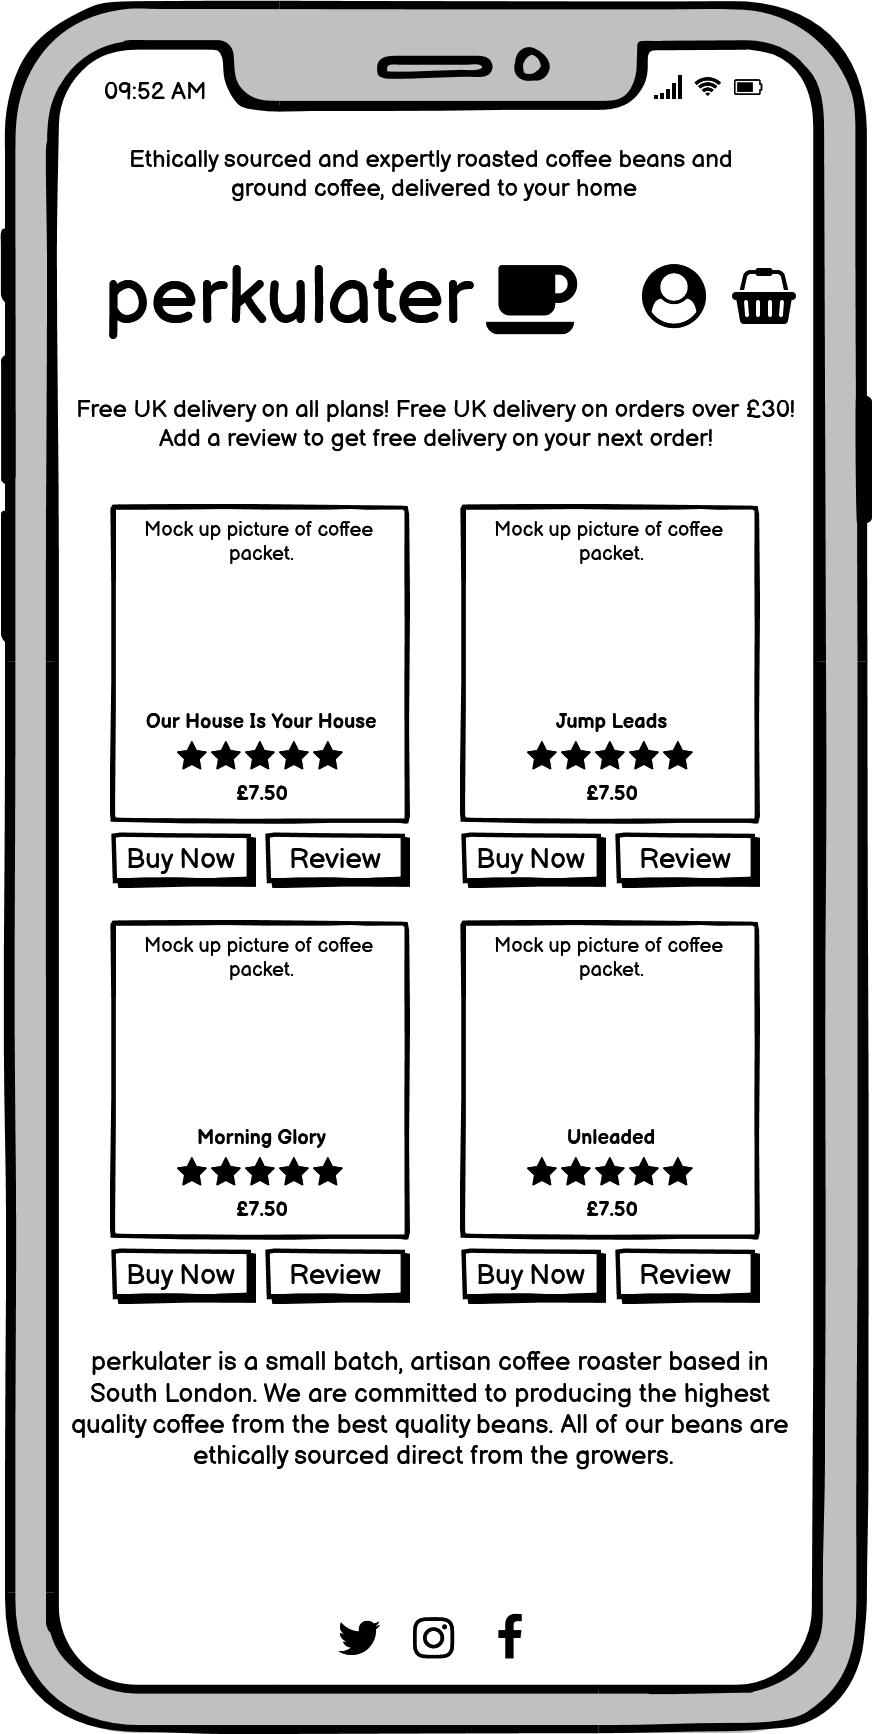 09:52 AM
Ethically sourced and expertly roasted coffee beans and
ground coffee, delivered to your home
perkulater
Free UK delivery on all plans! Free UK delivery on orders over £30!
Add a review to get free delivery on your next order!
Mock up picture of coffee
packet.
Our House Is Your House
£7.50
Buy Now
Review
Mock up picture of coffee
packet.
Jump Leads
£7.50
Buy Now
Review
Mock up picture of coffee
packet.
Morning Glory
£7.50
Buy Now
Review
Mock up picture of coffee
packet.
Unleaded
£7.50
Buy Now
Review
perkulater is a small batch, artisan coffee roaster based in
South London. We are committed to producing the highest
quality coffee from the best quality beans. All of our beans are
ethically sourced direct from the growers.